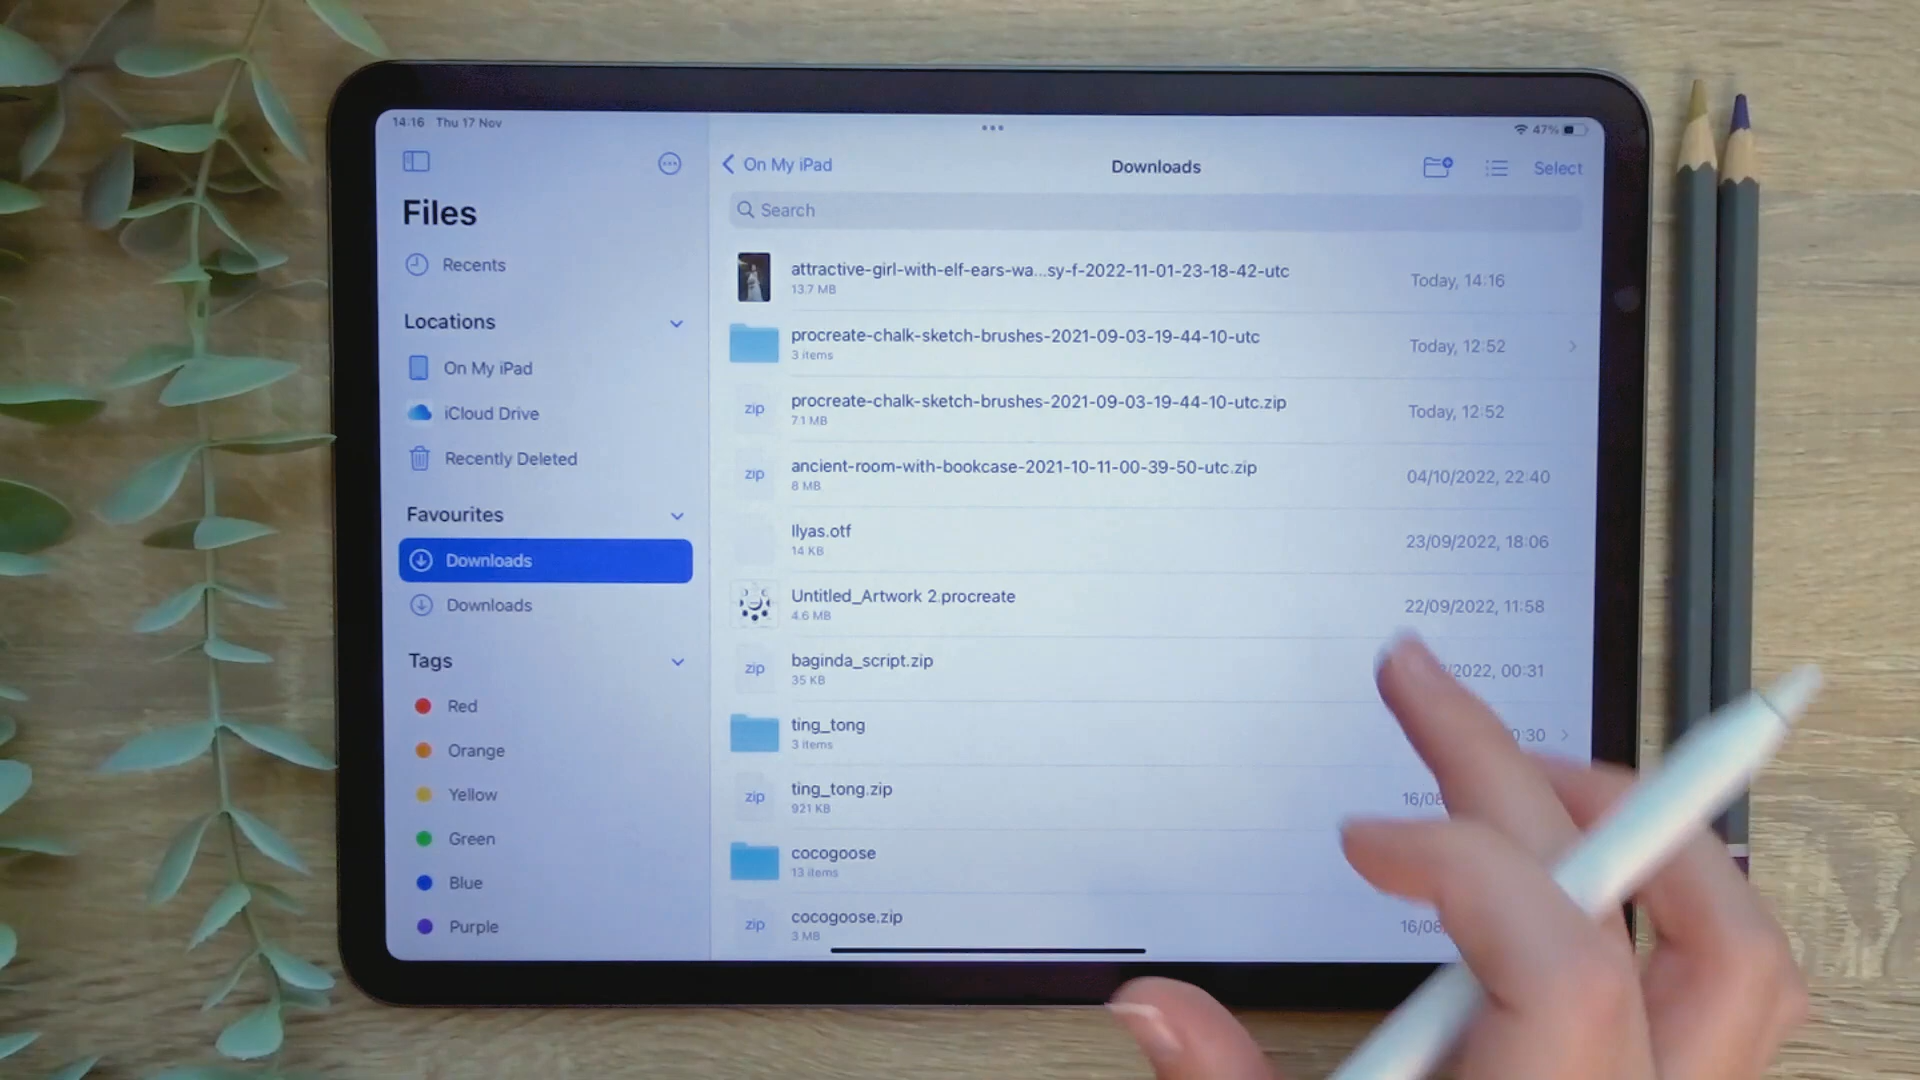 14:16 Thu 17 Nov
47%
Files
Recents
Locations
On My iPad
iCloud Drive
Recently Deleted
Favourites
Downloads
Downloads
Tags
Red
Orange
Yellow
Green
Blue
Purple
On My iPad
Downloads
Select
Search
attractive-girl-with-elf-ears-wa...sy-f-2022-11-01-23-18-42-utc
13.7 MB
Today, 14:16
procreate-chalk-sketch-brushes-2021-09-03-19-44-10-utc
3 items
Today, 12:52
zip
procreate-chalk-sketch-brushes-2021-09-03-19-44-10-utc.zip
7.1 MB
Today, 12:52
zip
ancient-room-with-bookcase-2021-10-11-00-39-50-utc.zip
8 MB
04/10/2022, 22:40
Ilyas.otf
14 KB
23/09/2022, 18:06
Untitled_Artwork 2.procreate
4.6 MB
22/09/2022, 11:58
zip
baginda_script.zip
35 KB
/2022, 00:31
ting_tong
3 items
0:30
zip
ting_tong.zip
921 KB
16/08
cocogoose
13 items
zip
cocogoose.zip
3 MB
16/08